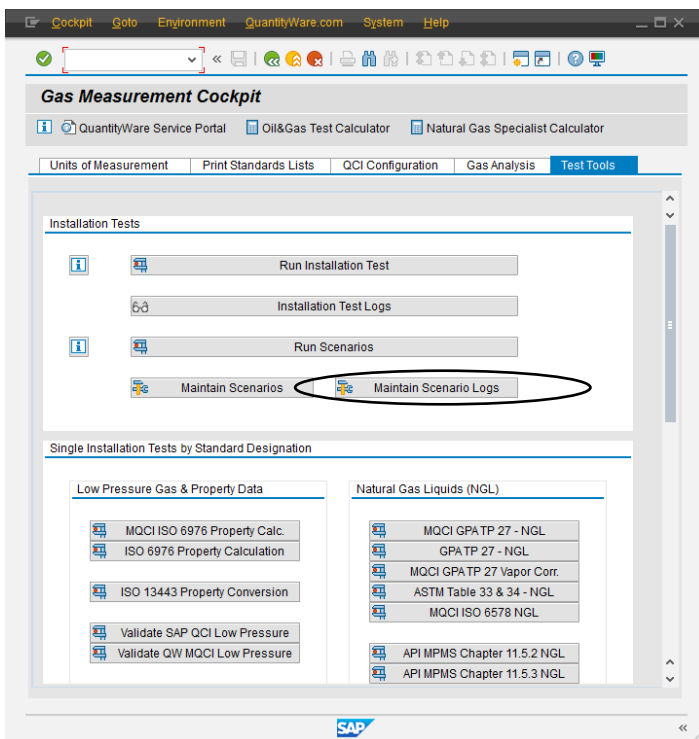 Cockpit Goto Environment QuantityWare.com System Help
Gas Measurement Cockpit
QuantityWare Service Portal Oil&Gas Test Calculator Natural Gas Specialist Calculator
Units of Measurement Print Standards Lists QCI Configuration Gas Analysis Test Tools
Installation Tests
Run Installation Test
Installation Test Logs
Run Scenarios
Maintain Scenarios Maintain Scenario Logs
Single Installation Tests by Standard Designation
Low Pressure Gas & Property Data Natural Gas Liquids (NGL)
MQCI ISO 6976 Property Calc. MQCI GPA TP 27 - NGL
ISO 6976 Property Calculation GPA TP 27 - NGL
MQCI GPA TP 27 Vapor Corr.
ISO 13443 Property Conversion ASTM Table 33 & 34 - NGL
MQCI ISO 6578 NGL
Validate SAP QCI Low Pressure
Validate QW MQCI Low Pressure API MPMS Chapter 11.5.2 NGL
API MPMS Chapter 11.5.3 NGL
SAP